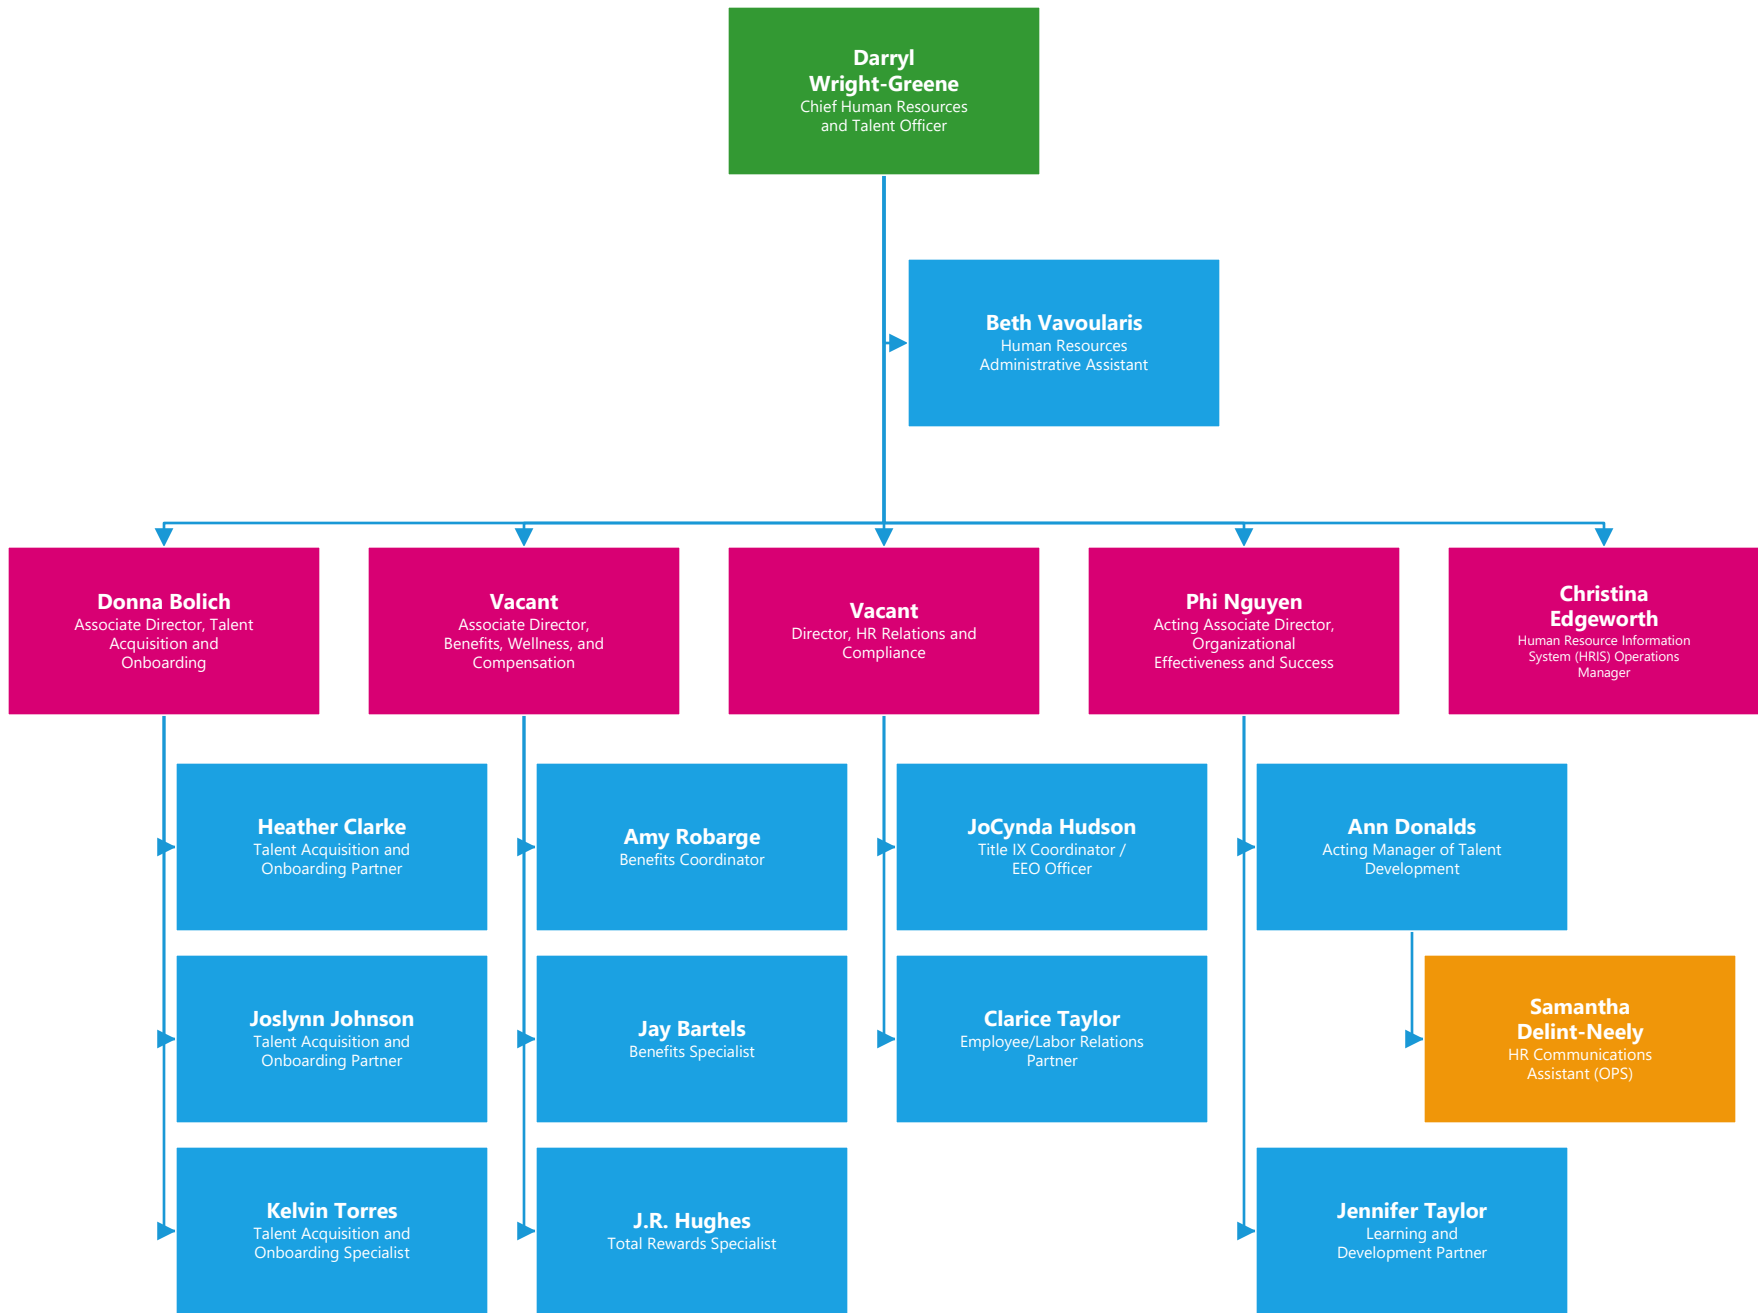 Darryl
Wright-Greene
Chief Human Resources
and Talent Officer
Beth Vavoularis
Human Resources
Administrative Assistant
Donna Bolich
Associate Director, Talent
Acquisition and
Onboarding
Vacant
Associate Director,
Benefits, Wellness, and
Compensation
Vacant
Director, HR Relations and
Compliance
Phi Nguyen
Acting Associate Director,
Organizational
Effectiveness and Success
Christina
Edgeworth
Human Resource Information
System (HRIS) Operations
Manager
Heather Clarke
Talent Acquisition and
Onboarding Partner
Amy Robarge
Benefits Coordinator
JoCynda Hudson
Title IX Coordinator /
EEO Officer
Ann Donalds
Acting Manager of Talent
Development
Joslynn Johnson
Talent Acquisition and
Onboarding Partner
Jay Bartels
Benefits Specialist
Clarice Taylor
Employee/Labor Relations
Partner
Samantha
Delint-Neely
HR Communications
Assistant (OPS)
Kelvin Torres
Talent Acquisition and
Onboarding Specialist
J.R. Hughes
Total Rewards Specialist
Jennifer Taylor
Learning and
Development Partner